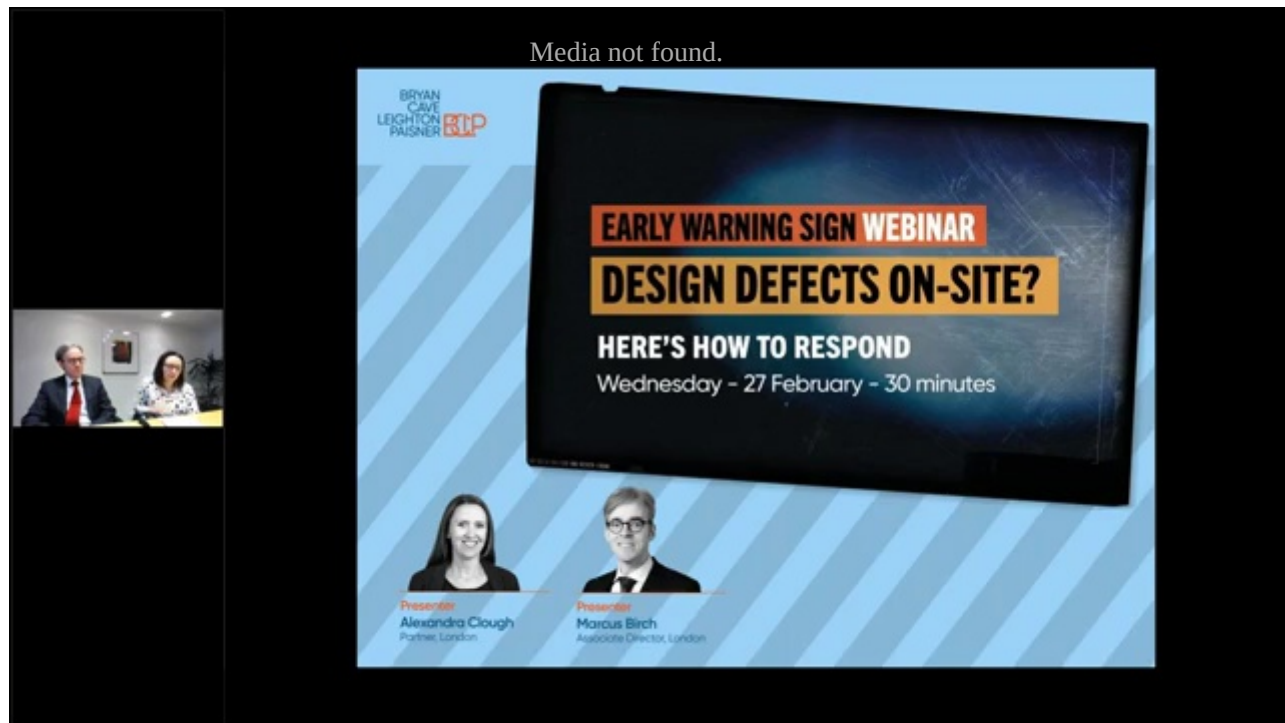 Media not found.
BRYAN
CAVE
LEIGHTON
PAISNER BCLP
EARLY WARNING SIGN WEBINAR
DESIGN DEFECTS ON-SITE?
HERE'S HOW TO RESPOND
Wednesday - 27 February - 30 minutes
Presenter
Alexandra Clough
Partner, London
Presenter
Marcus Birch
Associate Director, London